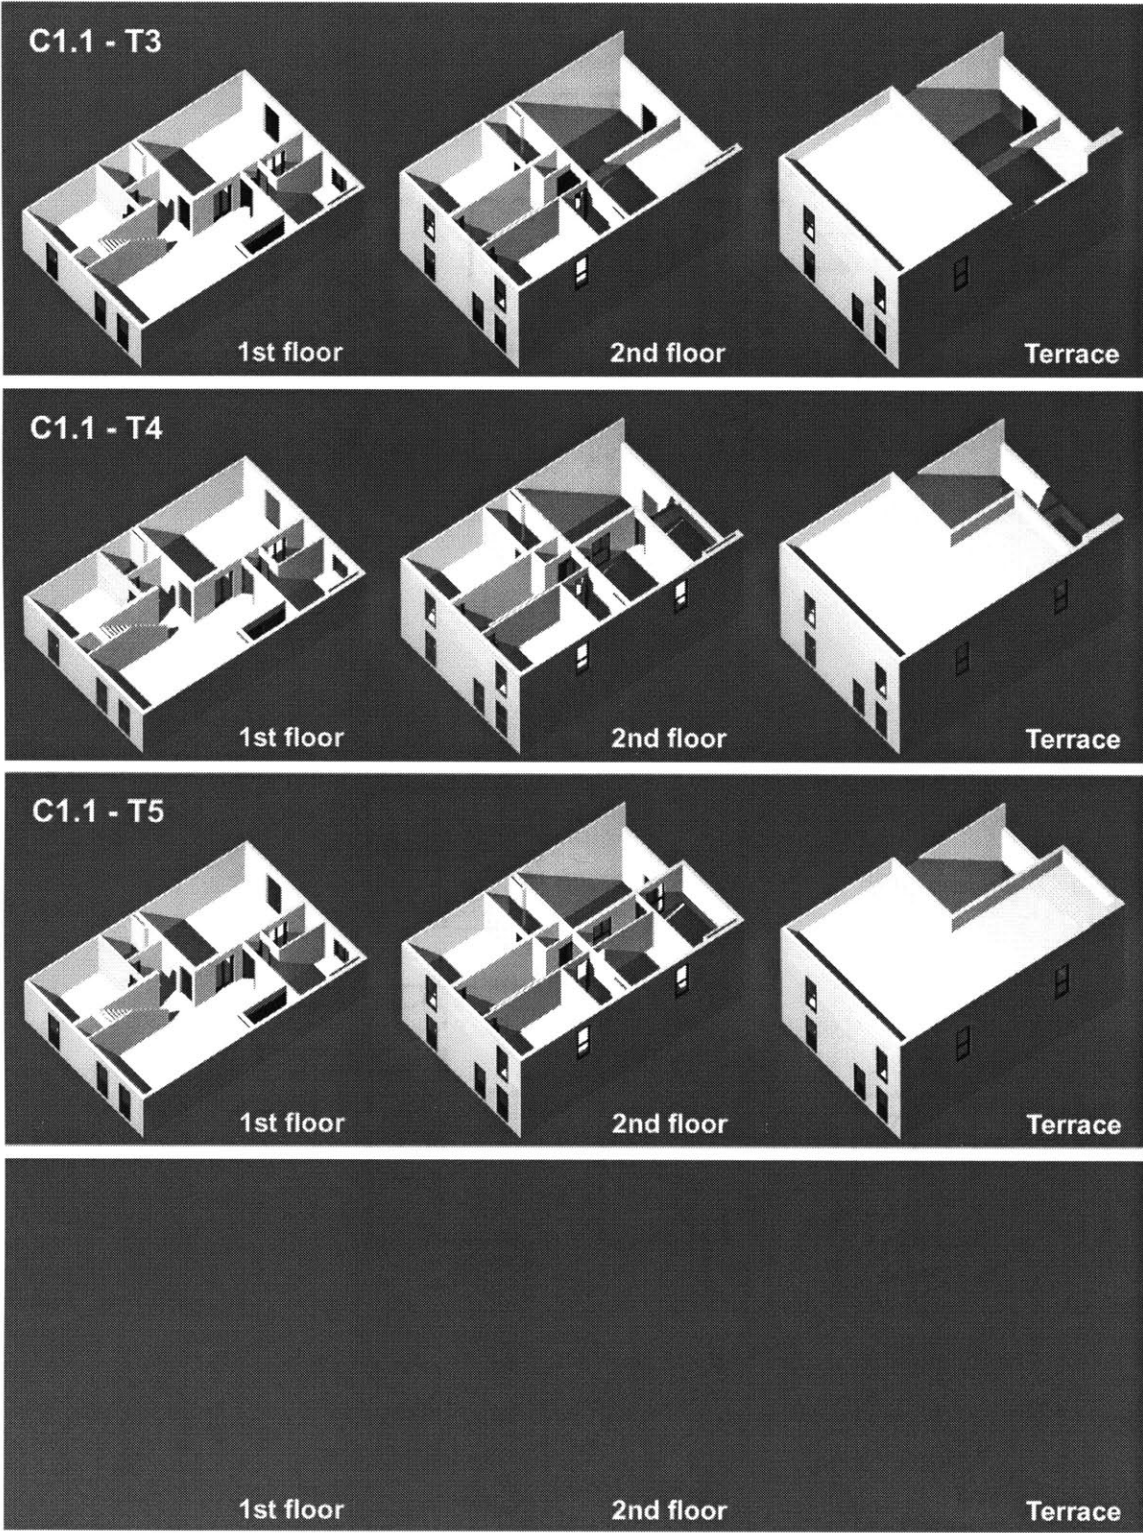 C1.1 - T3
1st floor 2nd floor Terrace
C1.1 - T4
1st floor 2nd floor Terrace
C1.1 - T5
1st floor 2nd floor Terrace
1st floor 2nd floor Terrace